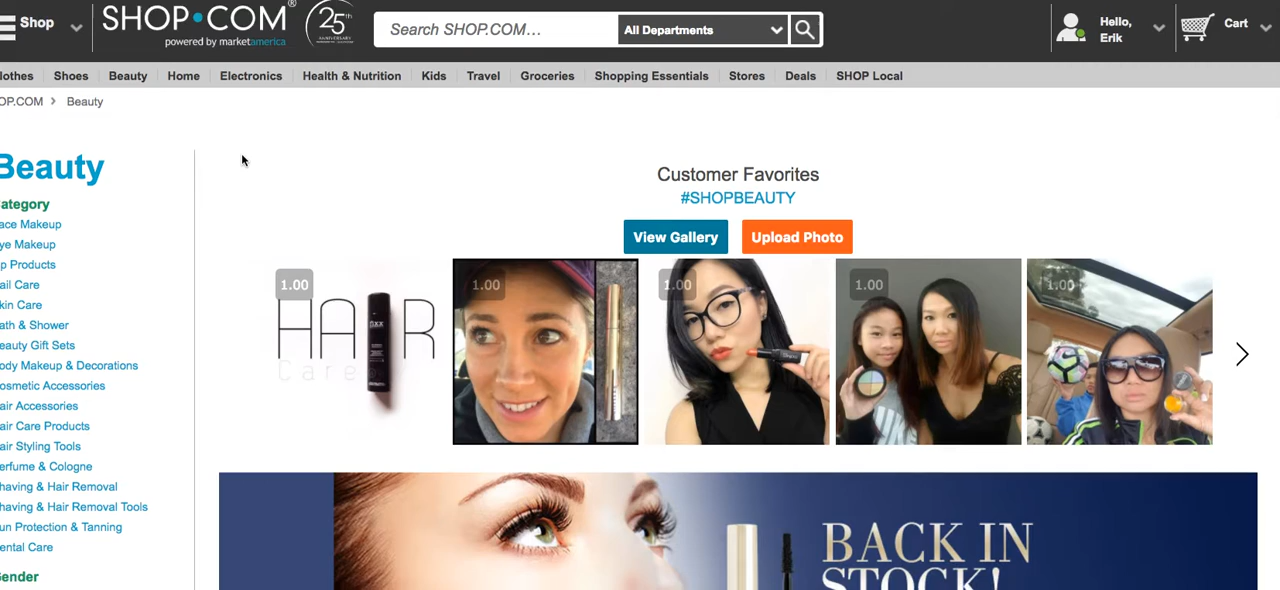 Shop
SHOP•COM®
powered by marketamerica
25th
ANNIVERSARY
Search SHOP.COM...
All Departments
Hello,
Erik
Cart
lothes Shoes Beauty Home Electronics Health & Nutrition Kids Travel Groceries Shopping Essentials Stores Deals SHOP Local
OP.COM > Beauty
Beauty
ategory
ace Makeup
ye Makeup
ip Products
ail Care
kin Care
ath & Shower
eauty Gift Sets
ody Makeup & Decorations
osmetic Accessories
air Accessories
air Care Products
air Styling Tools
erfume & Cologne
having & Hair Removal
having & Hair Removal Tools
un Protection & Tanning
ental Care
Gender
Customer Favorites
#SHOPBEAUTY
View Gallery Upload Photo
1.00 1.00 1.00 1.00 1.00
HAIR
Care
BACK IN
STOCK!